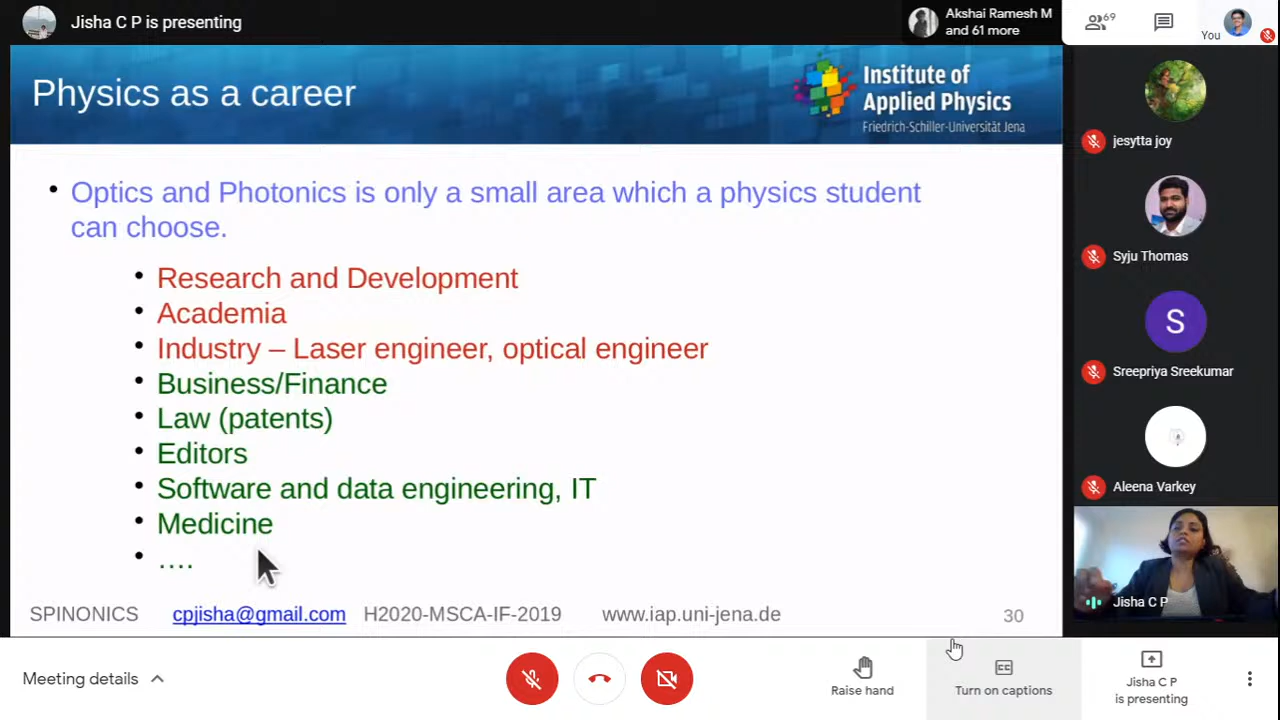 Jisha C P is presenting
Akshai Ramesh M
and 61 more
69
You
Physics as a career
Institute of
Applied Physics
Friedrich-Schiller-Universität Jena
Optics and Photonics is only a small area which a physics student
can choose.
Research and Development
Academia
Industry – Laser engineer, optical engineer
Business/Finance
Law (patents)
Editors
Software and data engineering, IT
Medicine
....
SPINONICS cpjisha@gmail.com H2020-MSCA-IF-2019 www.iap.uni-jena.de 30
jesytta joy
Syju Thomas
S
Sreepriya Sreekumar
Aleena Varkey
Jisha C P
Meeting details
Raise hand
CC
Turn on captions
Jisha C P
is presenting